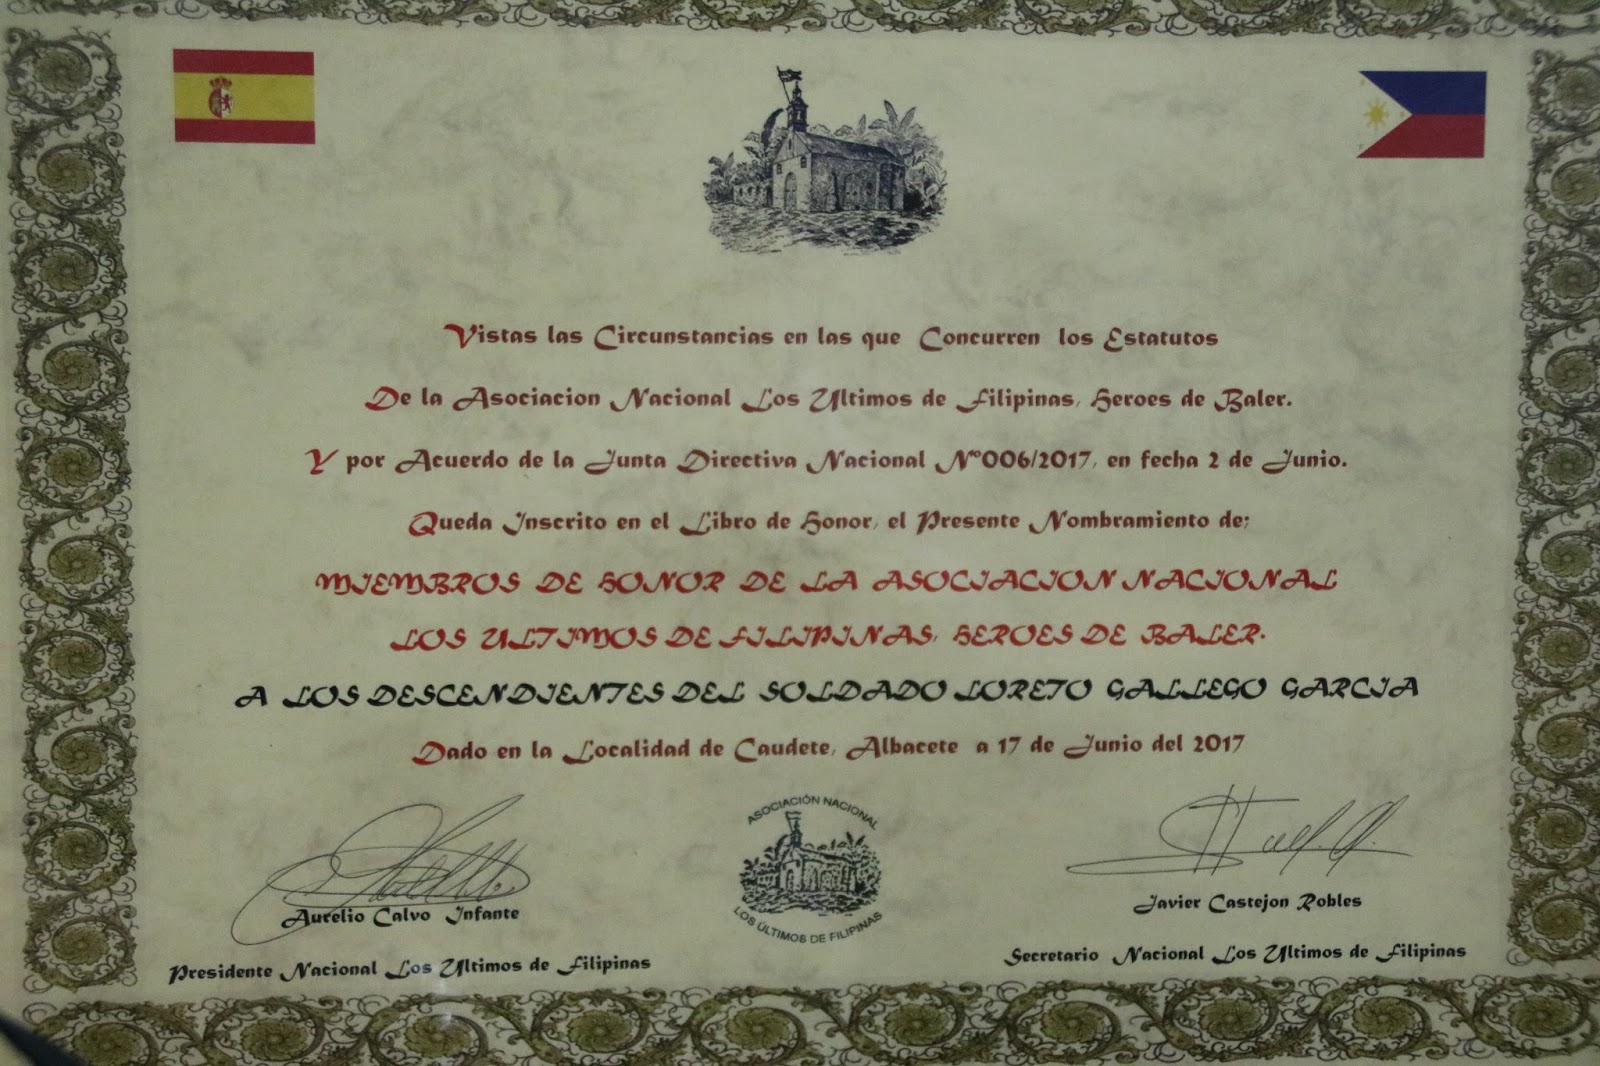 Vistas las Circunstancias en las que Concurren los Estatutos
De la Asociacion Nacional Los Ultimos de Filipinas, Heroes de Baler.
Y por Acuerdo de la Junta Directiva Nacional Nº006/2017, en fecha 2 de Junio.
Queda Inscrito en el Libro de Honor, el Presente Nombramiento de;
MIEMBROS DE HONOR DE LA ASOCIACION NACIONAL
LOS ULTIMOS DE FILIPINAS, HEROES DE BALER.
A LOS DESCENDIENTES DEL SOLDADO LORETO GALLEGO GARCIA
Dado en la Localidad de Caudete, Albacete a 17 de Junio del 2017
ASOCIACIÓN NACIONAL
LOS ÚLTIMOS DE FILIPINAS
Aurelio Calvo Infante
Presidente Nacional Los Ultimos de Filipinas
Javier Castejon Robles
Secretario Nacional Los Ultimos de Filipinas